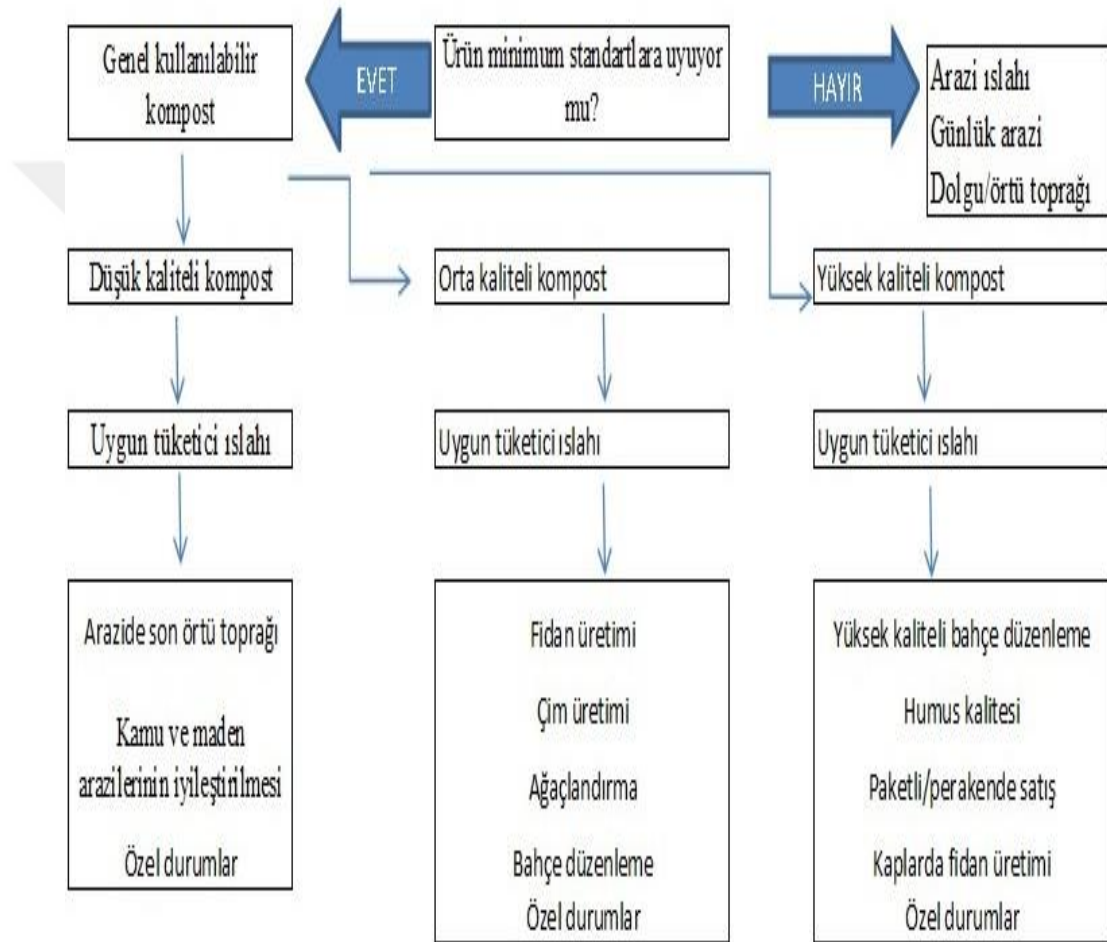 Genel kullanılabilir
kompost
EVET
Ürün minimum standartlara uyuyor
mu?
HAYIR
Arazi ıslahı
Günlük arazi
Dolgu/örtü toprağı
Düşük kaliteli kompost
Orta kaliteli kompost
Yüksek kaliteli kompost
Uygun tüketici ıslahı
Uygun tüketici ıslahı
Uygun tüketici ıslahı
Arazide son örtü toprağı
Kamu ve maden
arazilerinin iyileştirilmesi
Özel durumlar
Fidan üretimi
Çim üretimi
Ağaçlandırma
Bahçe düzenleme
Özel durumlar
Yüksek kaliteli bahçe düzenleme
Humus kalitesi
Paketli/perakende satış
Kaplarda fidan üretimi
Özel durumlar